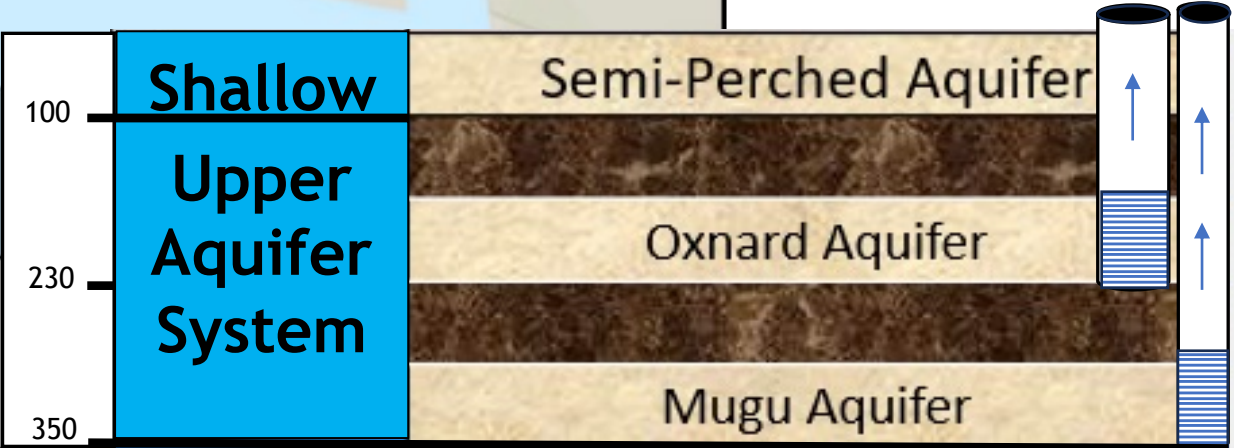 Shallow
Semi-Perched Aquifer
100
Upper
Aquifer
System
Oxnard Aquifer
230
Mugu Aquifer
350